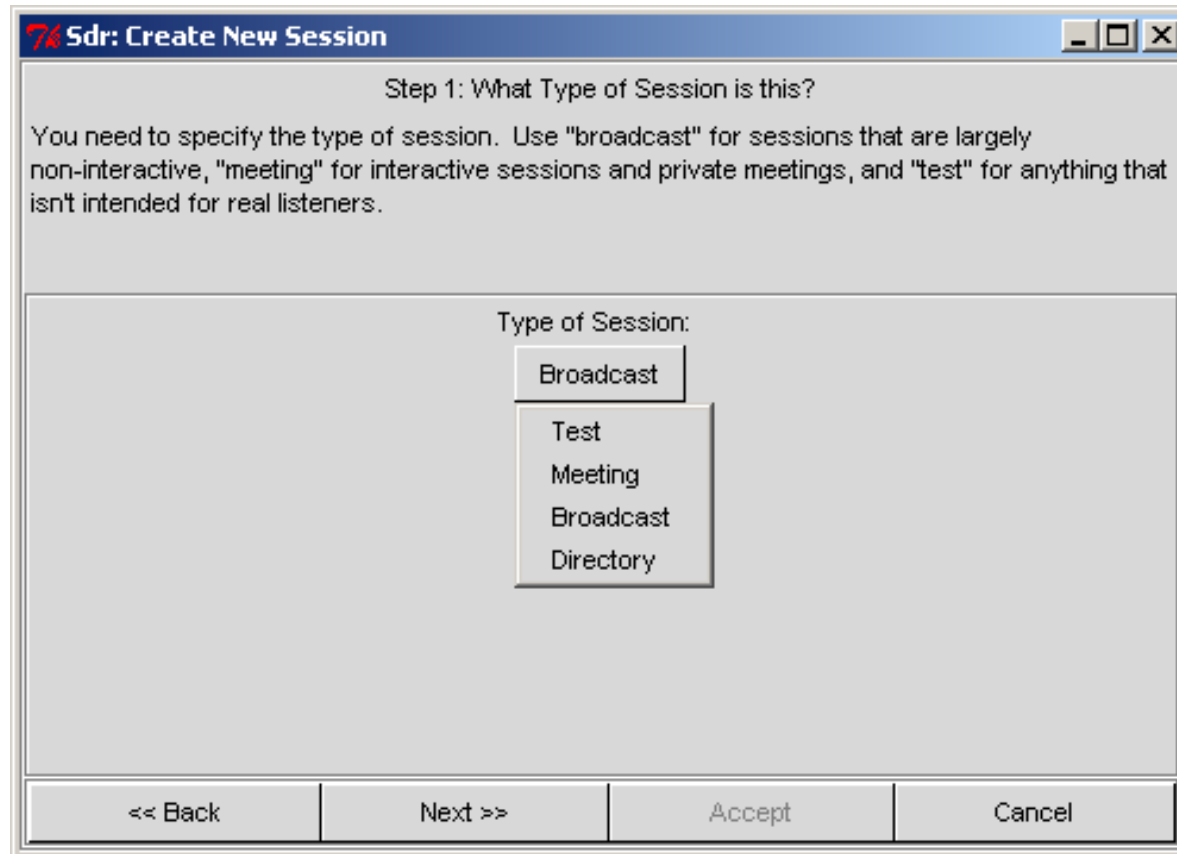 Sdr: Create New Session
Step 1: What Type of Session is this?
You need to specify the type of session. Use "broadcast" for sessions that are largely
non-interactive, "meeting" for interactive sessions and private meetings, and "test" for anything that
isn't intended for real listeners.
Type of Session:
Broadcast
Test
Meeting
Broadcast
Directory
<< Back Next >> Accept Cancel